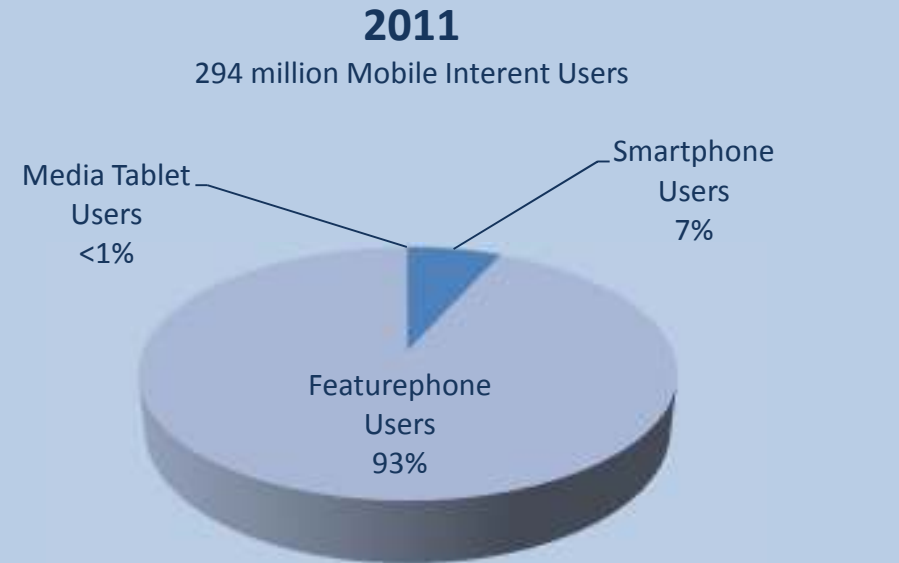 2011
294 million Mobile Interent Users
Media Tablet
Users
<1%
Smartphone
Users
7%
Featurephone
Users
93%